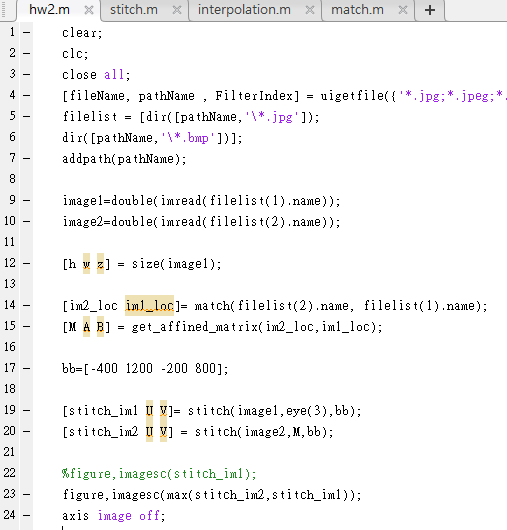 hw2.m × stitch.m × interpolation.m × match.m × +
1 – clear;
2 – clc;
3 – close all;
4 – [fileName, pathName , FilterIndex] = uigetfile({'*.jpg;*.jpeg;*.
5 – filelist = [dir([pathName,'\*.jpg']);
6 dir([pathName,'\*.bmp'])];
7 – addpath(pathName);
8
9 – image1=double(imread(filelist(1).name));
10 – image2=double(imread(filelist(2).name));
11
12 – [h w z] = size(image1);
13
14 – [im2_loc im1_loc]= match(filelist(2).name, filelist(1).name);
15 – [M A B] = get_affined_matrix(im2_loc,im1_loc);
16
17 – bb=[-400 1200 -200 800];
18
19 – [stitch_im1 U V]= stitch(image1,eye(3),bb);
20 – [stitch_im2 U V] = stitch(image2,M,bb);
21
22 %figure,imagesc(stitch_im1);
23 – figure,imagesc(max(stitch_im2,stitch_im1));
24 – axis image off;